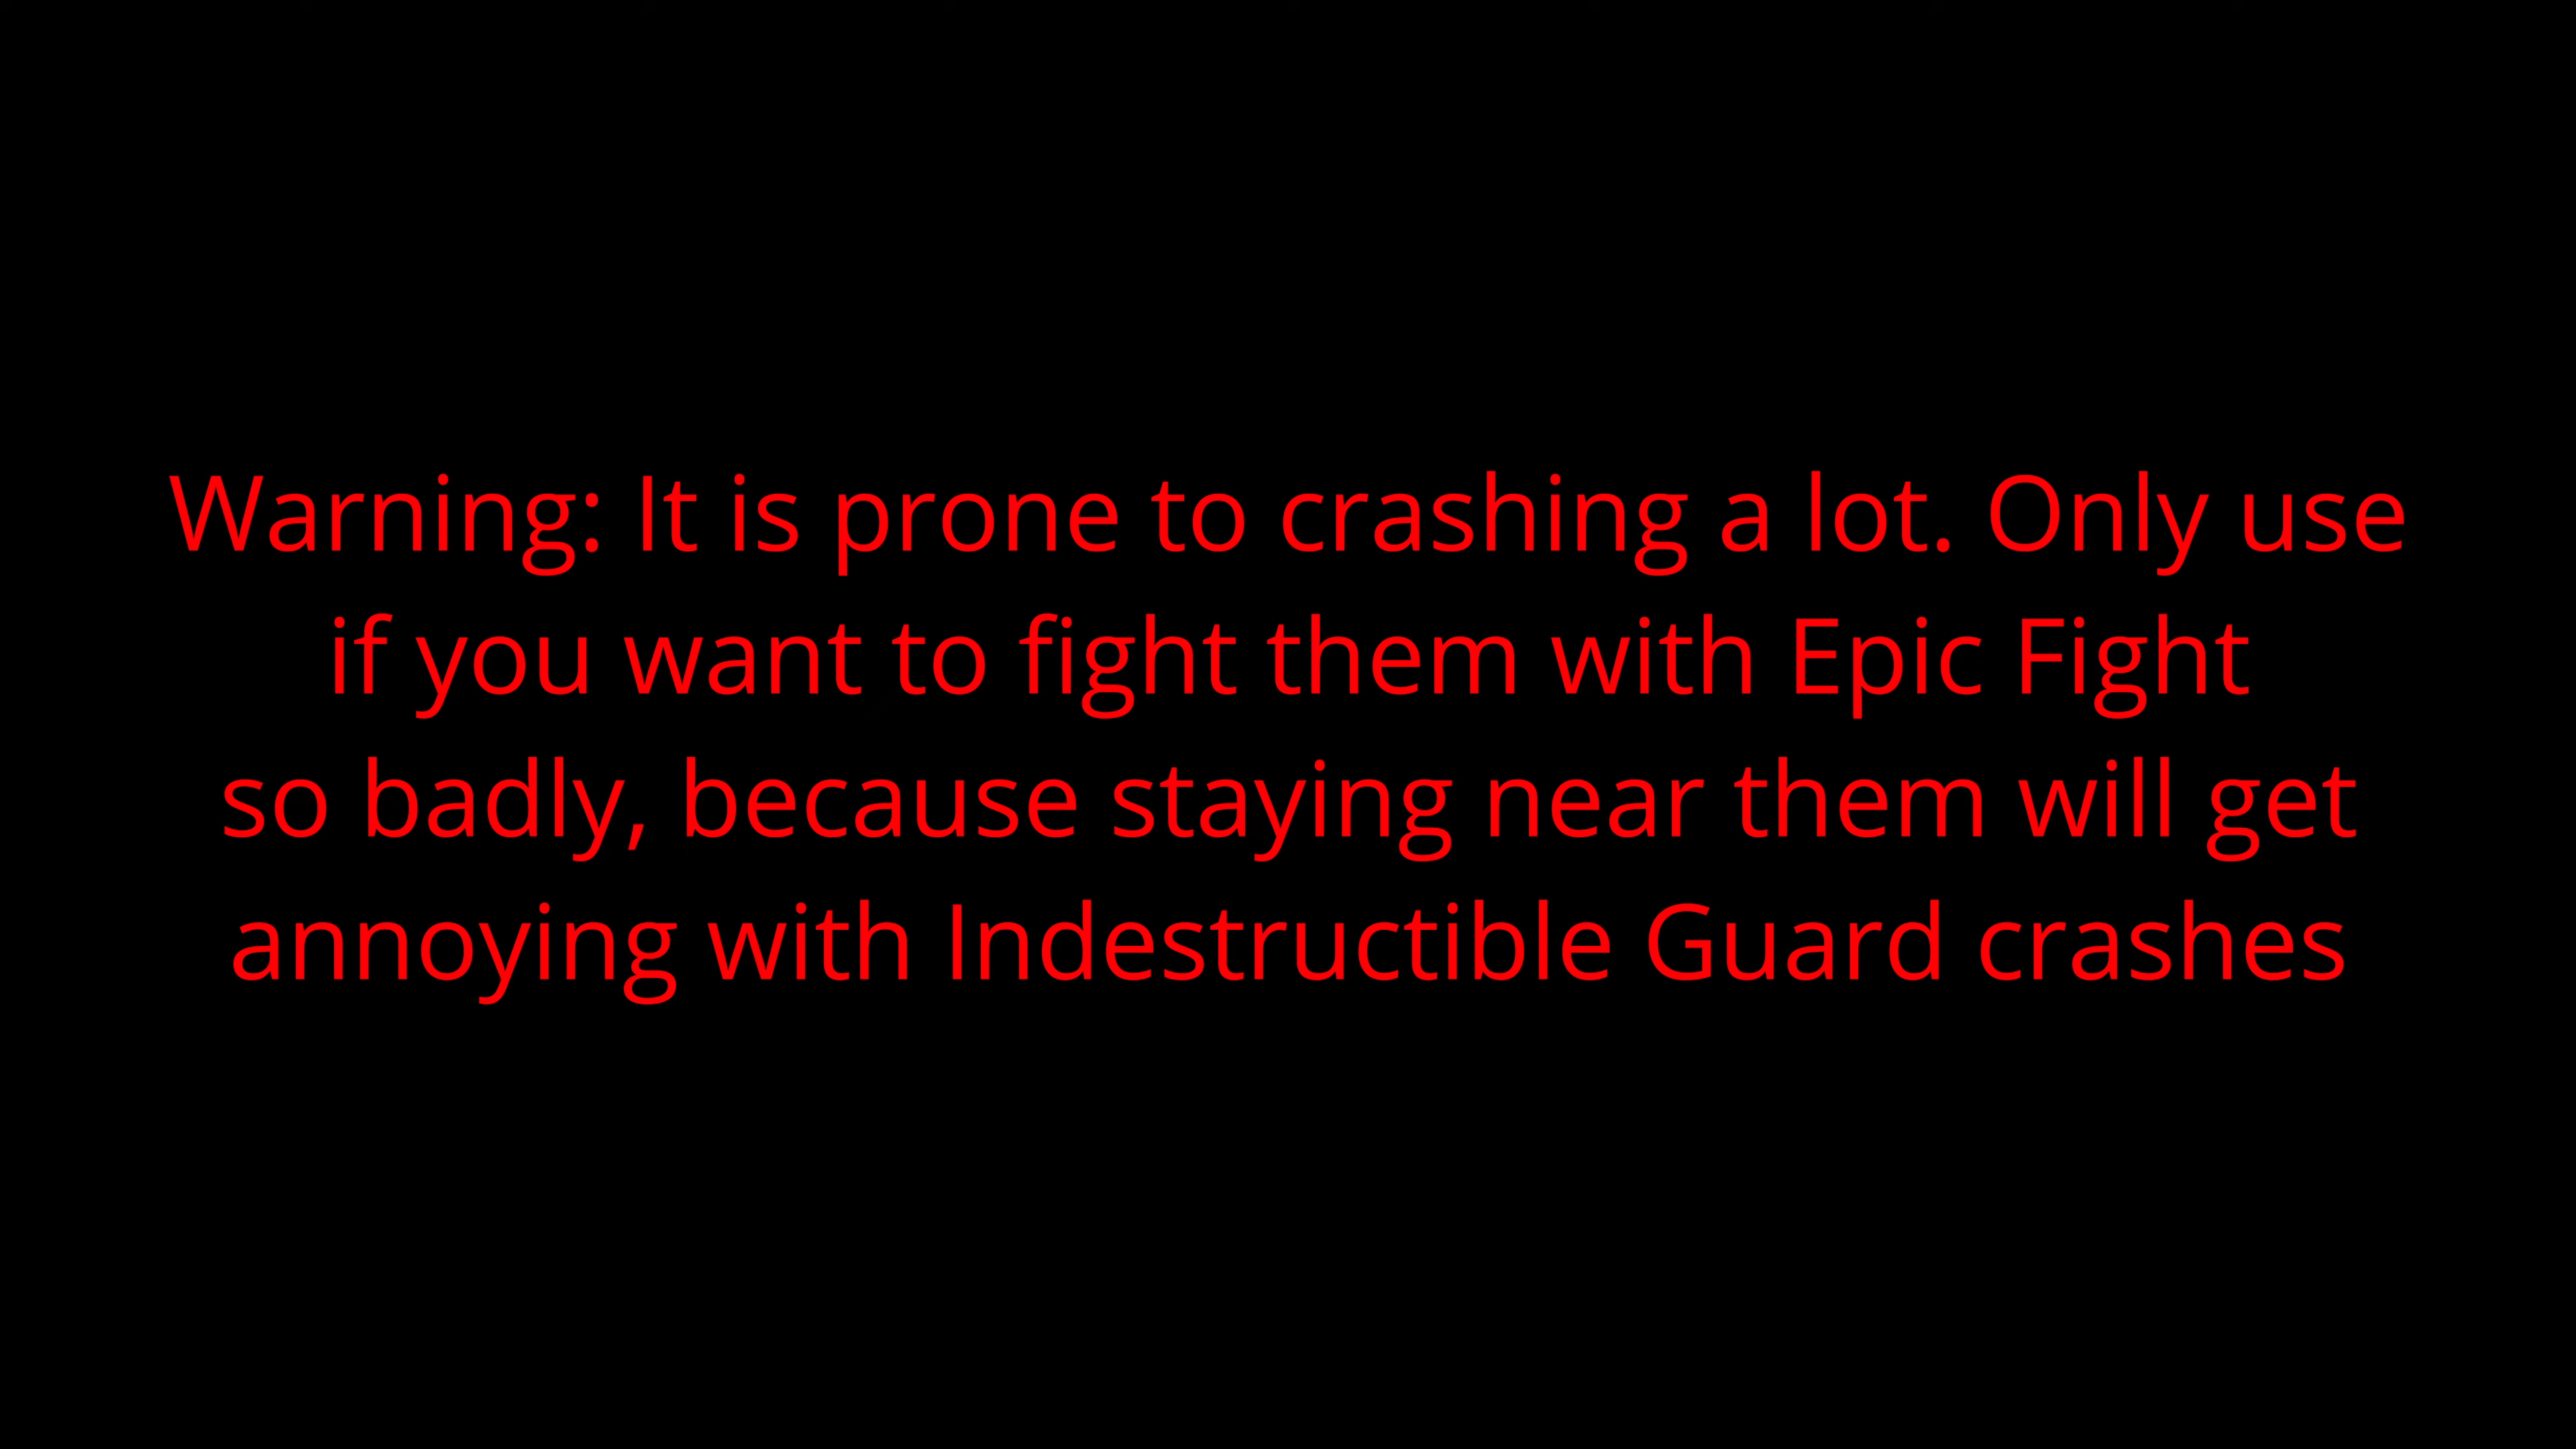 Warning: It is prone to crashing a lot. Only use
if you want to fight them with Epic Fight
so badly, because staying near them will get
annoying with Indestructible Guard crashes